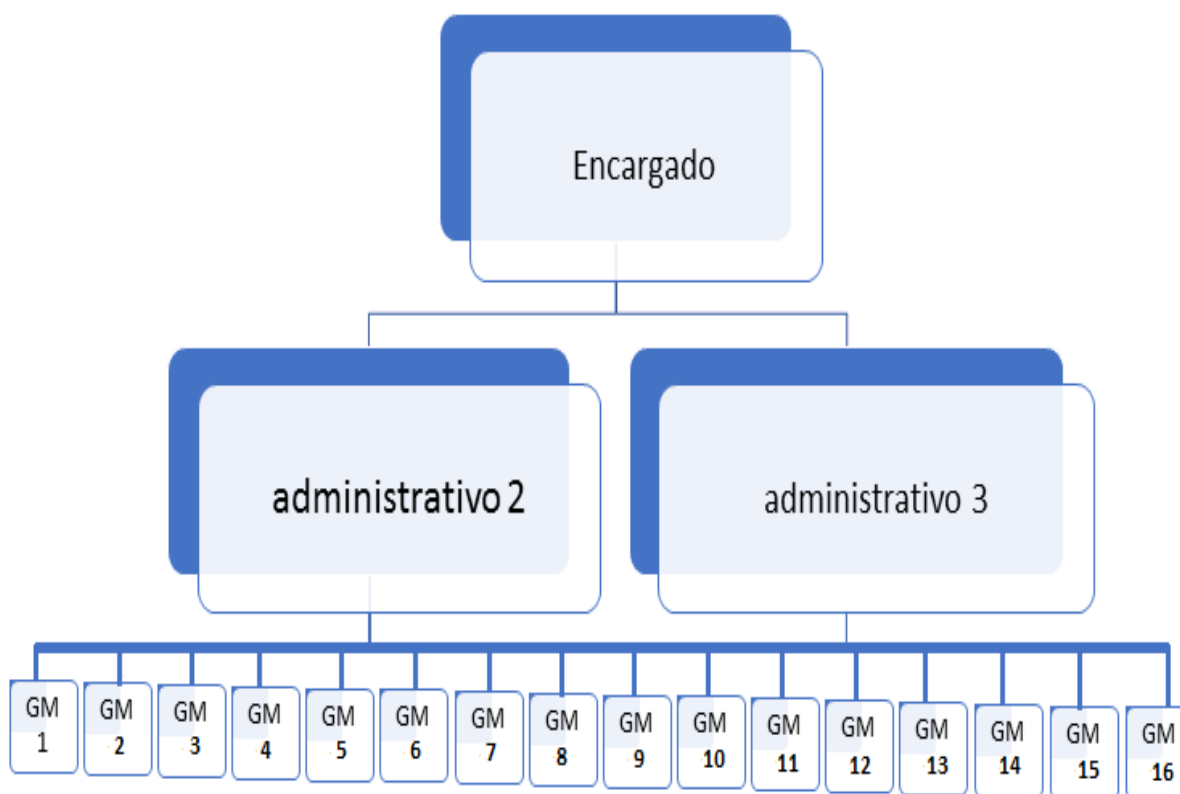 Encargado
administrativo 2
administrativo 3
GM
1
GM
2
GM
3
GM
4
GM
5
GM
6
GM
7
GM
8
GM
9
GM
10
GM
11
GM
12
GM
13
GM
14
GM
15
GM
16